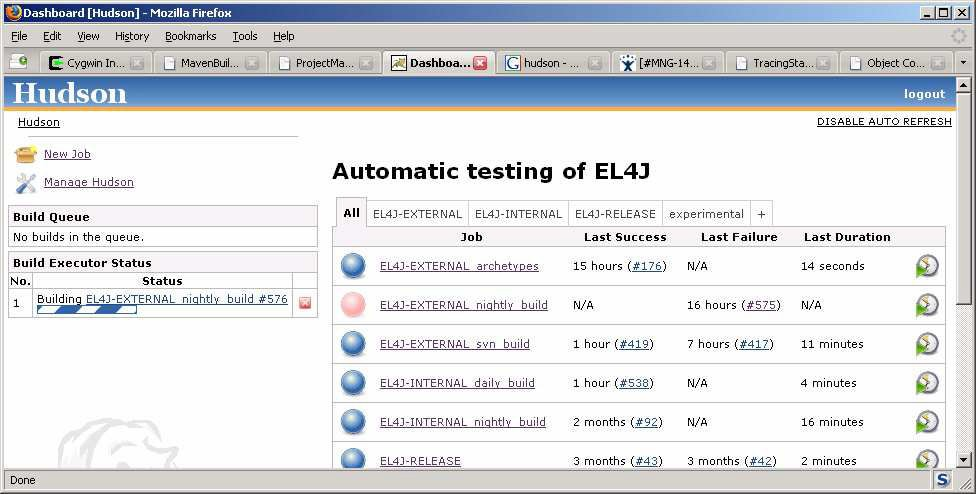 Dashboard [Hudson] - Mozilla Firefox
File Edit View History Bookmarks Tools Help
Cygwin In... MavenBuil... ProjectMa... Dashboa... hudson - ... [#MNG-14... TracingSta... Object Co...
Hudson logout
Hudson DISABLE AUTO REFRESH
New Job
Manage Hudson
Build Queue
No builds in the queue.
Build Executor Status
No. Status
1 Building EL4J-EXTERNAL_nightly_build #576
Automatic testing of EL4J
All EL4J-EXTERNAL EL4J-INTERNAL EL4J-RELEASE experimental +
Job Last Success Last Failure Last Duration
EL4J-EXTERNAL_archetypes 15 hours (#176) N/A 14 seconds
EL4J-EXTERNAL_nightly_build N/A 16 hours (#575) N/A
EL4J-EXTERNAL_svn_build 1 hour (#419) 7 hours (#417) 11 minutes
EL4J-INTERNAL_daily_build 1 hour (#538) N/A 4 minutes
EL4J-INTERNAL_nightly_build 2 months (#92) N/A 16 minutes
EL4J-RELEASE 3 months (#43) 3 months (#42) 2 minutes
Done